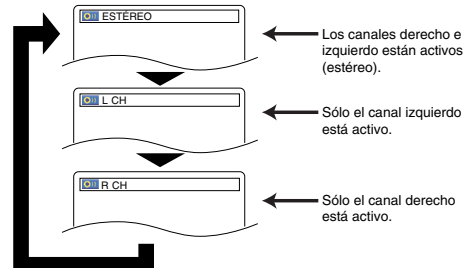 ESTÉREO
Los canales derecho e
izquierdo están activos
(estéreo).
L CH
Sólo el canal izquierdo
está activo.
R CH
Sólo el canal derecho
está activo.